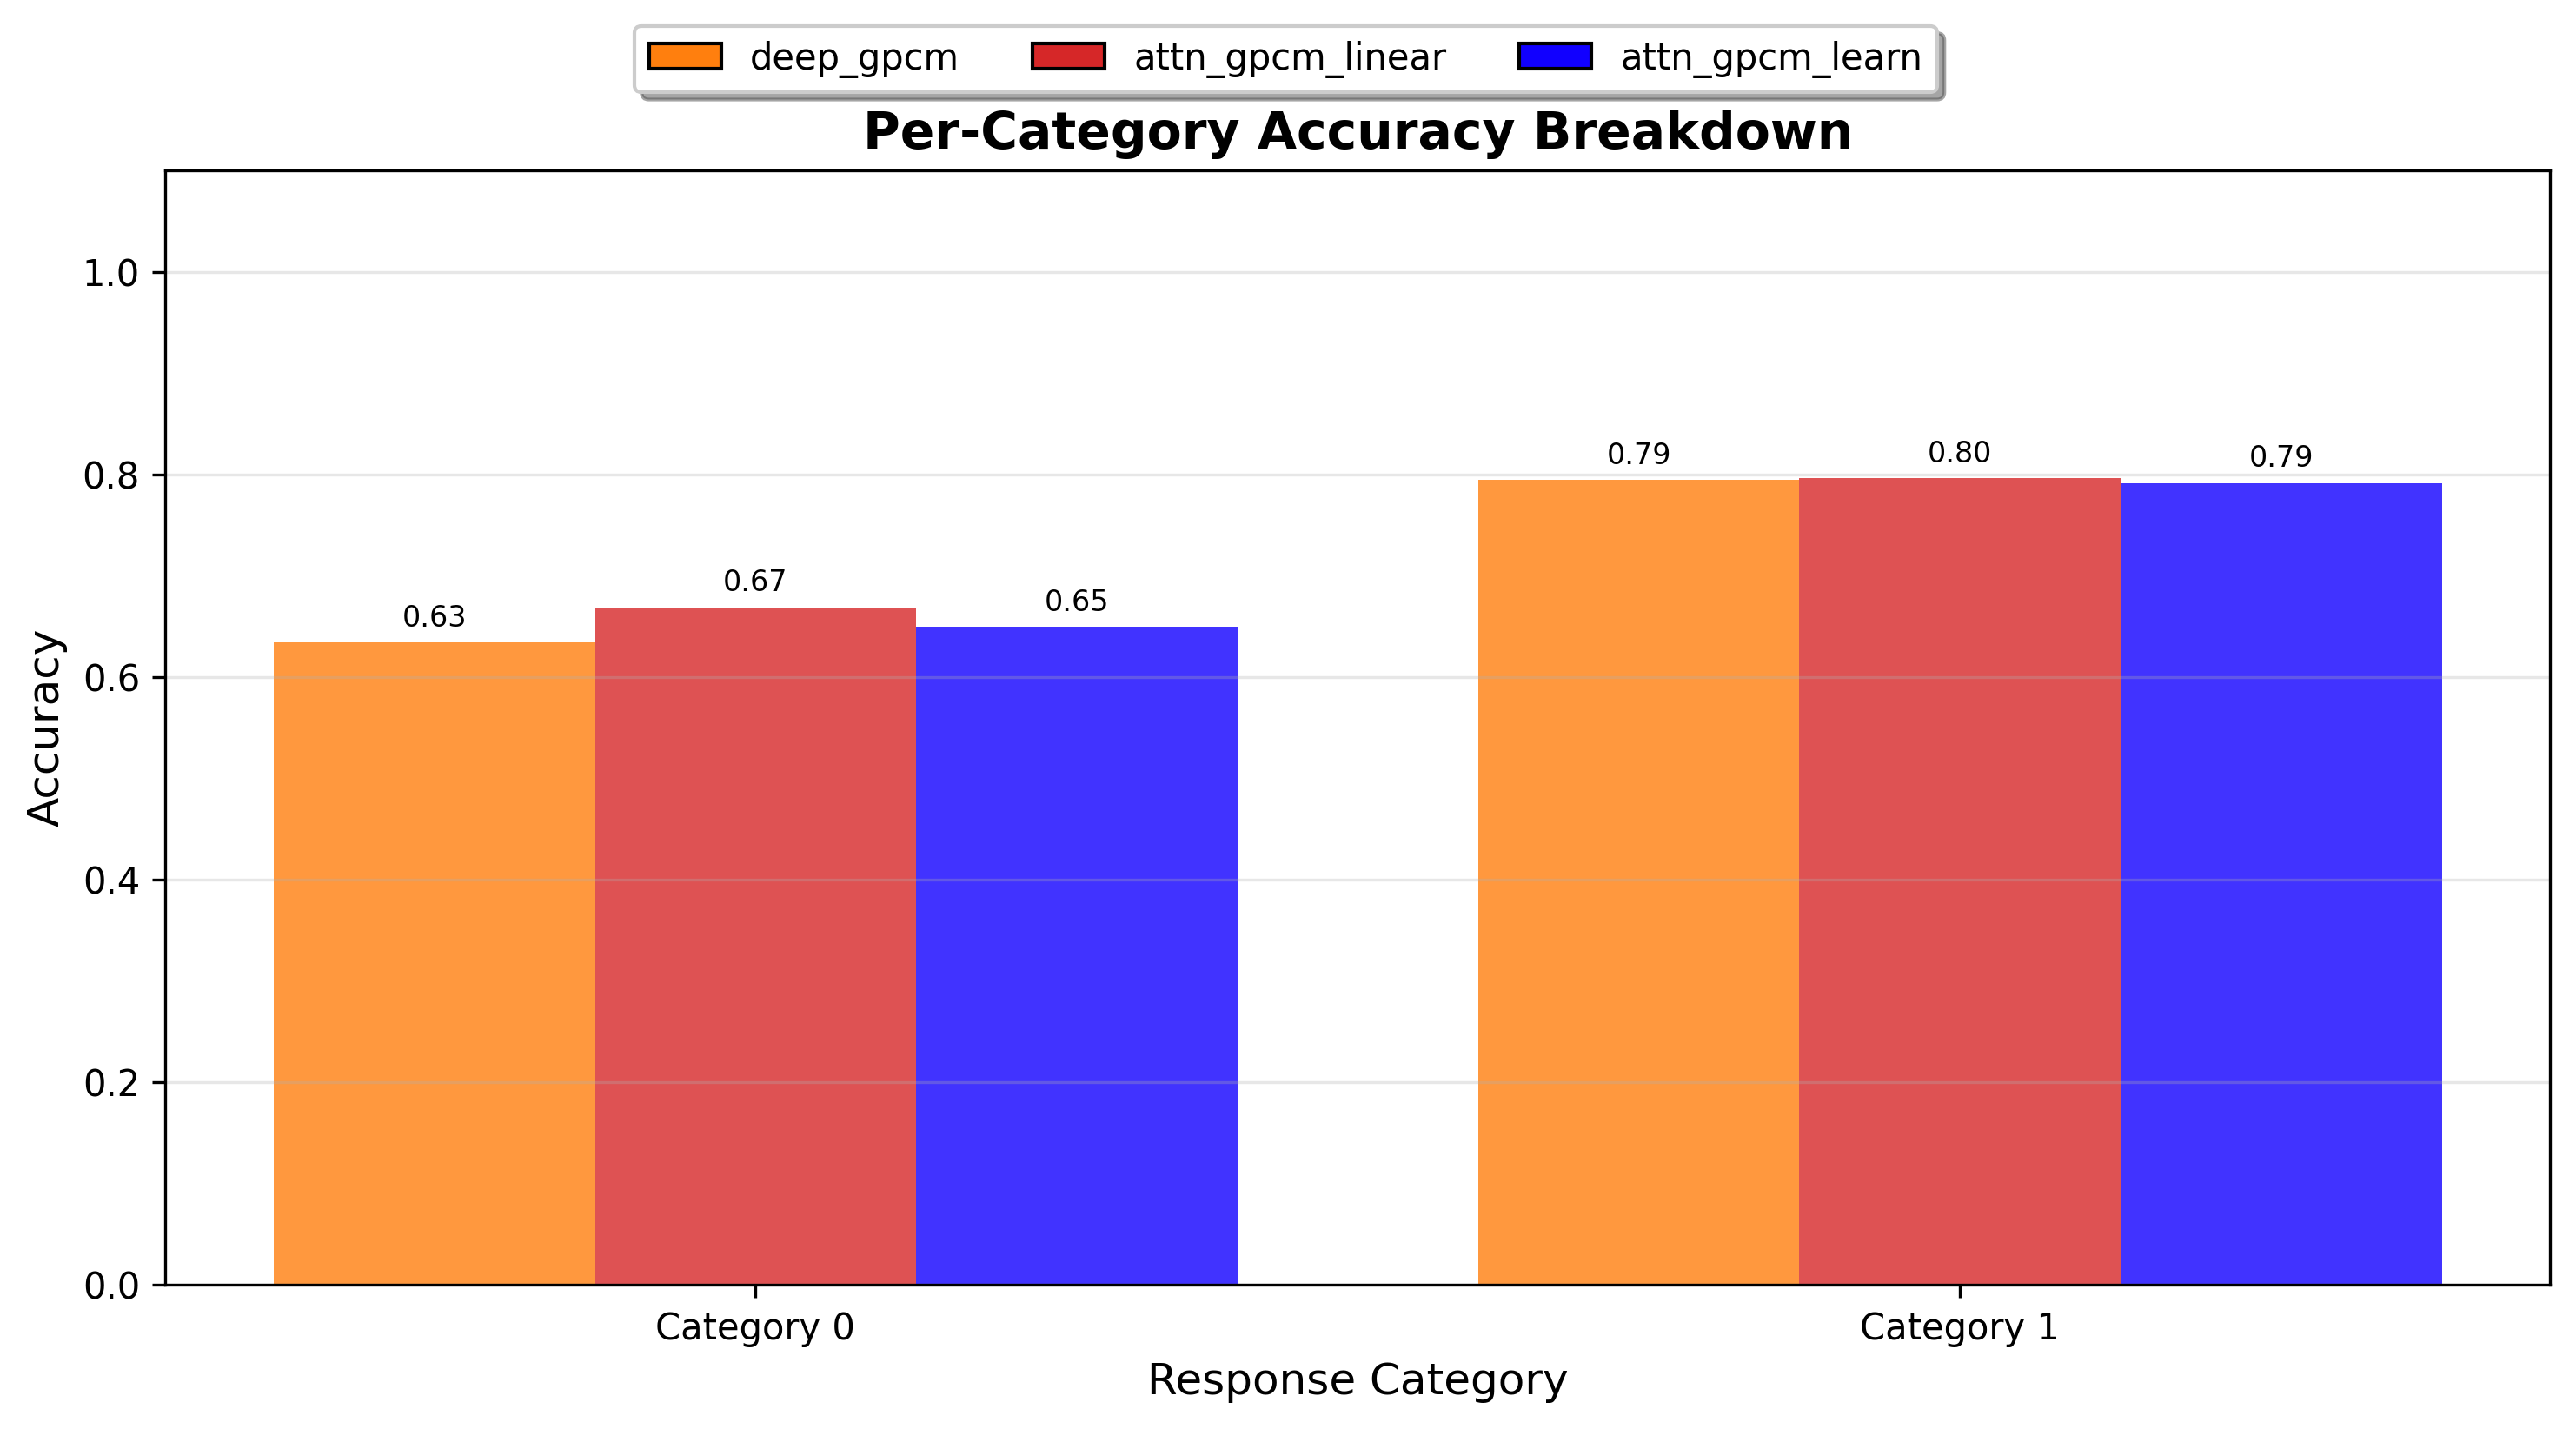 deep_gpcm attn_gpcm_linear attn_gpcm_learn
Per-Category Accuracy Breakdown
1.0
0.8
0.6
0.4
0.2
0.0
Accuracy
0.63
0.67
0.65
0.79
0.80
0.79
Category 0
Category 1
Response Category